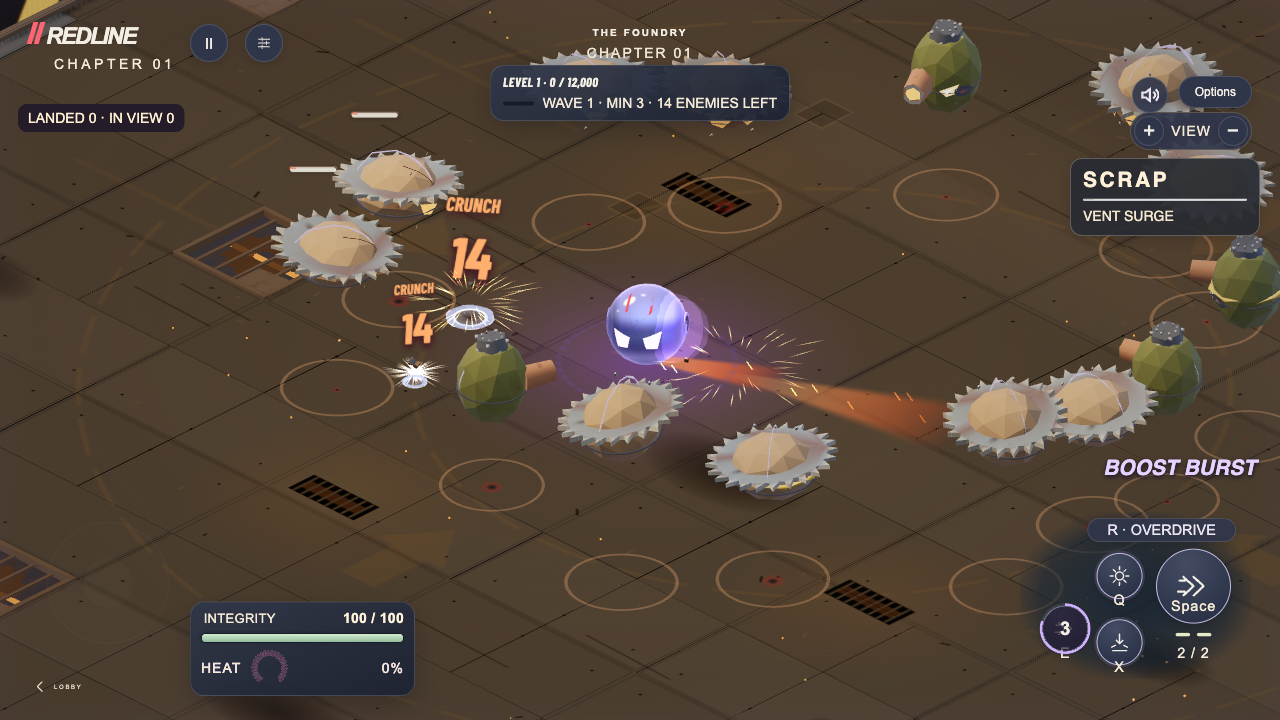 REDLINE
CHAPTER 01
LANDED 0 · IN VIEW 0
THE FOUNDRY
CHAPTER 01
LEVEL 1 · 0 / 12,000
WAVE 1 · MIN 3 · 14 ENEMIES LEFT
Options
+ VIEW −
SCRAP
VENT SURGE
CRUNCH
14
CRUNCH
14
BOOST BURST
R · OVERDRIVE
Q
Space
3
E
X
2 / 2
INTEGRITY 100 / 100
HEAT 0%
LOBBY